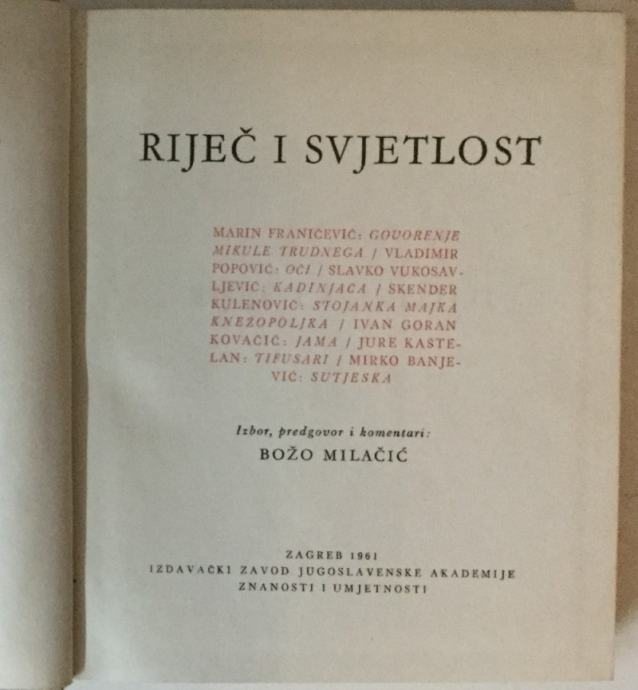 RIJEČ I SVJETLOST
MARIN FRANIČEVIĆ: GOVORENJE
MIKULE TRUDNEGA / VLADIMIR
POPOVIĆ: OČI / SLAVKO VUKOSAV-
LJEVIĆ: KADINJAČA / SKENDER
KULENOVIĆ: STOJANKA MAJKA
KNEŽOPOLJKA / IVAN GORAN
KOVAČIĆ: JAMA / JURE KAŠTE-
LAN: TIFUSARI / MIRKO BANJE-
VIĆ: SUTJESKA
Izbor, predgovor i komentari:
BOŽO MILAČIĆ
ZAGREB 1961
IZDAVAČKI ZAVOD JUGOSLAVENSKE AKADEMIJE
ZNANOSTI I UMJETNOSTI